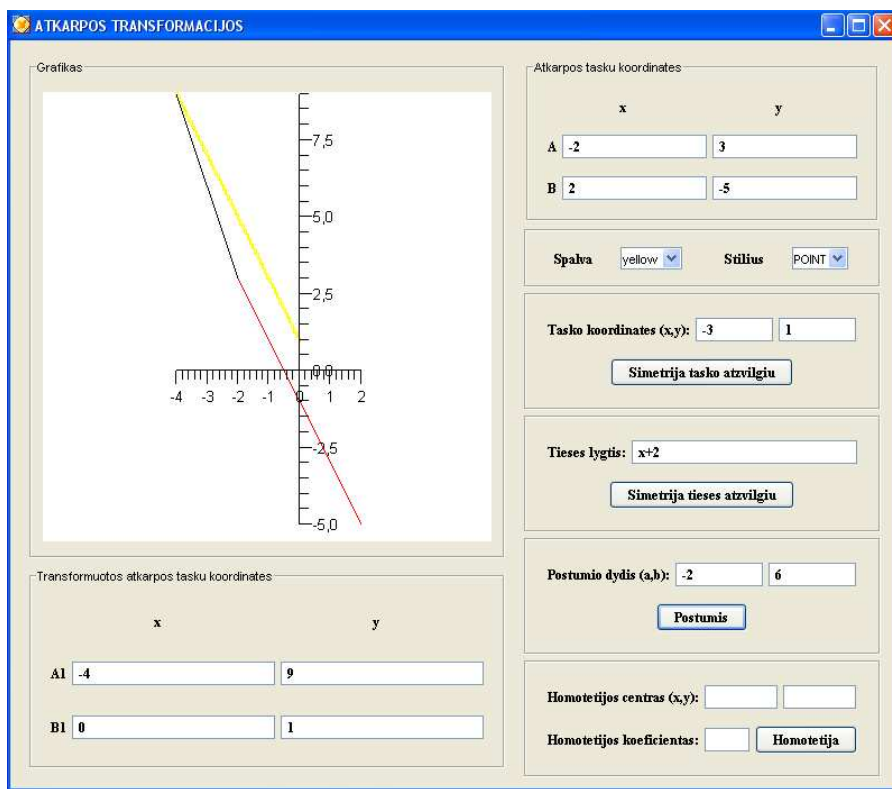 ATKARPOS TRANSFORMACIJOS
Grafikas
7,5
5,0
2,5
0,0
-4 -3 -2 -1 0 1 2
-2,5
-5,0
Transformuotos atkarpos tasku koordinates
x y
A1 -4 9
B1 0 1
Atkarpos tasku koordinates
x y
A -2 3
B 2 -5
Spalva yellow Stilius POINT
Tasko koordinates (x,y): -3 1
Simetrija tasko atzvilgiu
Tieses lygtis: x+2
Simetrija tieses atzvilgiu
Postumio dydis (a,b): -2 6
Postumis
Homotetijos centras (x,y):
Homotetijos koeficientas: Homotetija